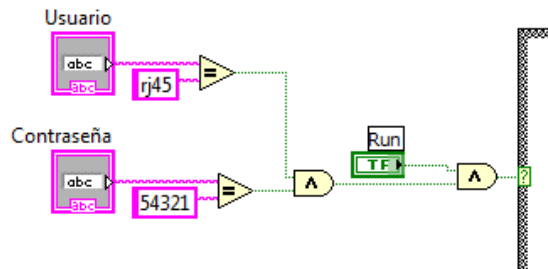 Usuario
abc
abc
=
rj45
Contraseña
Run
TF
?
abc
abc
=
54321
∧
∧